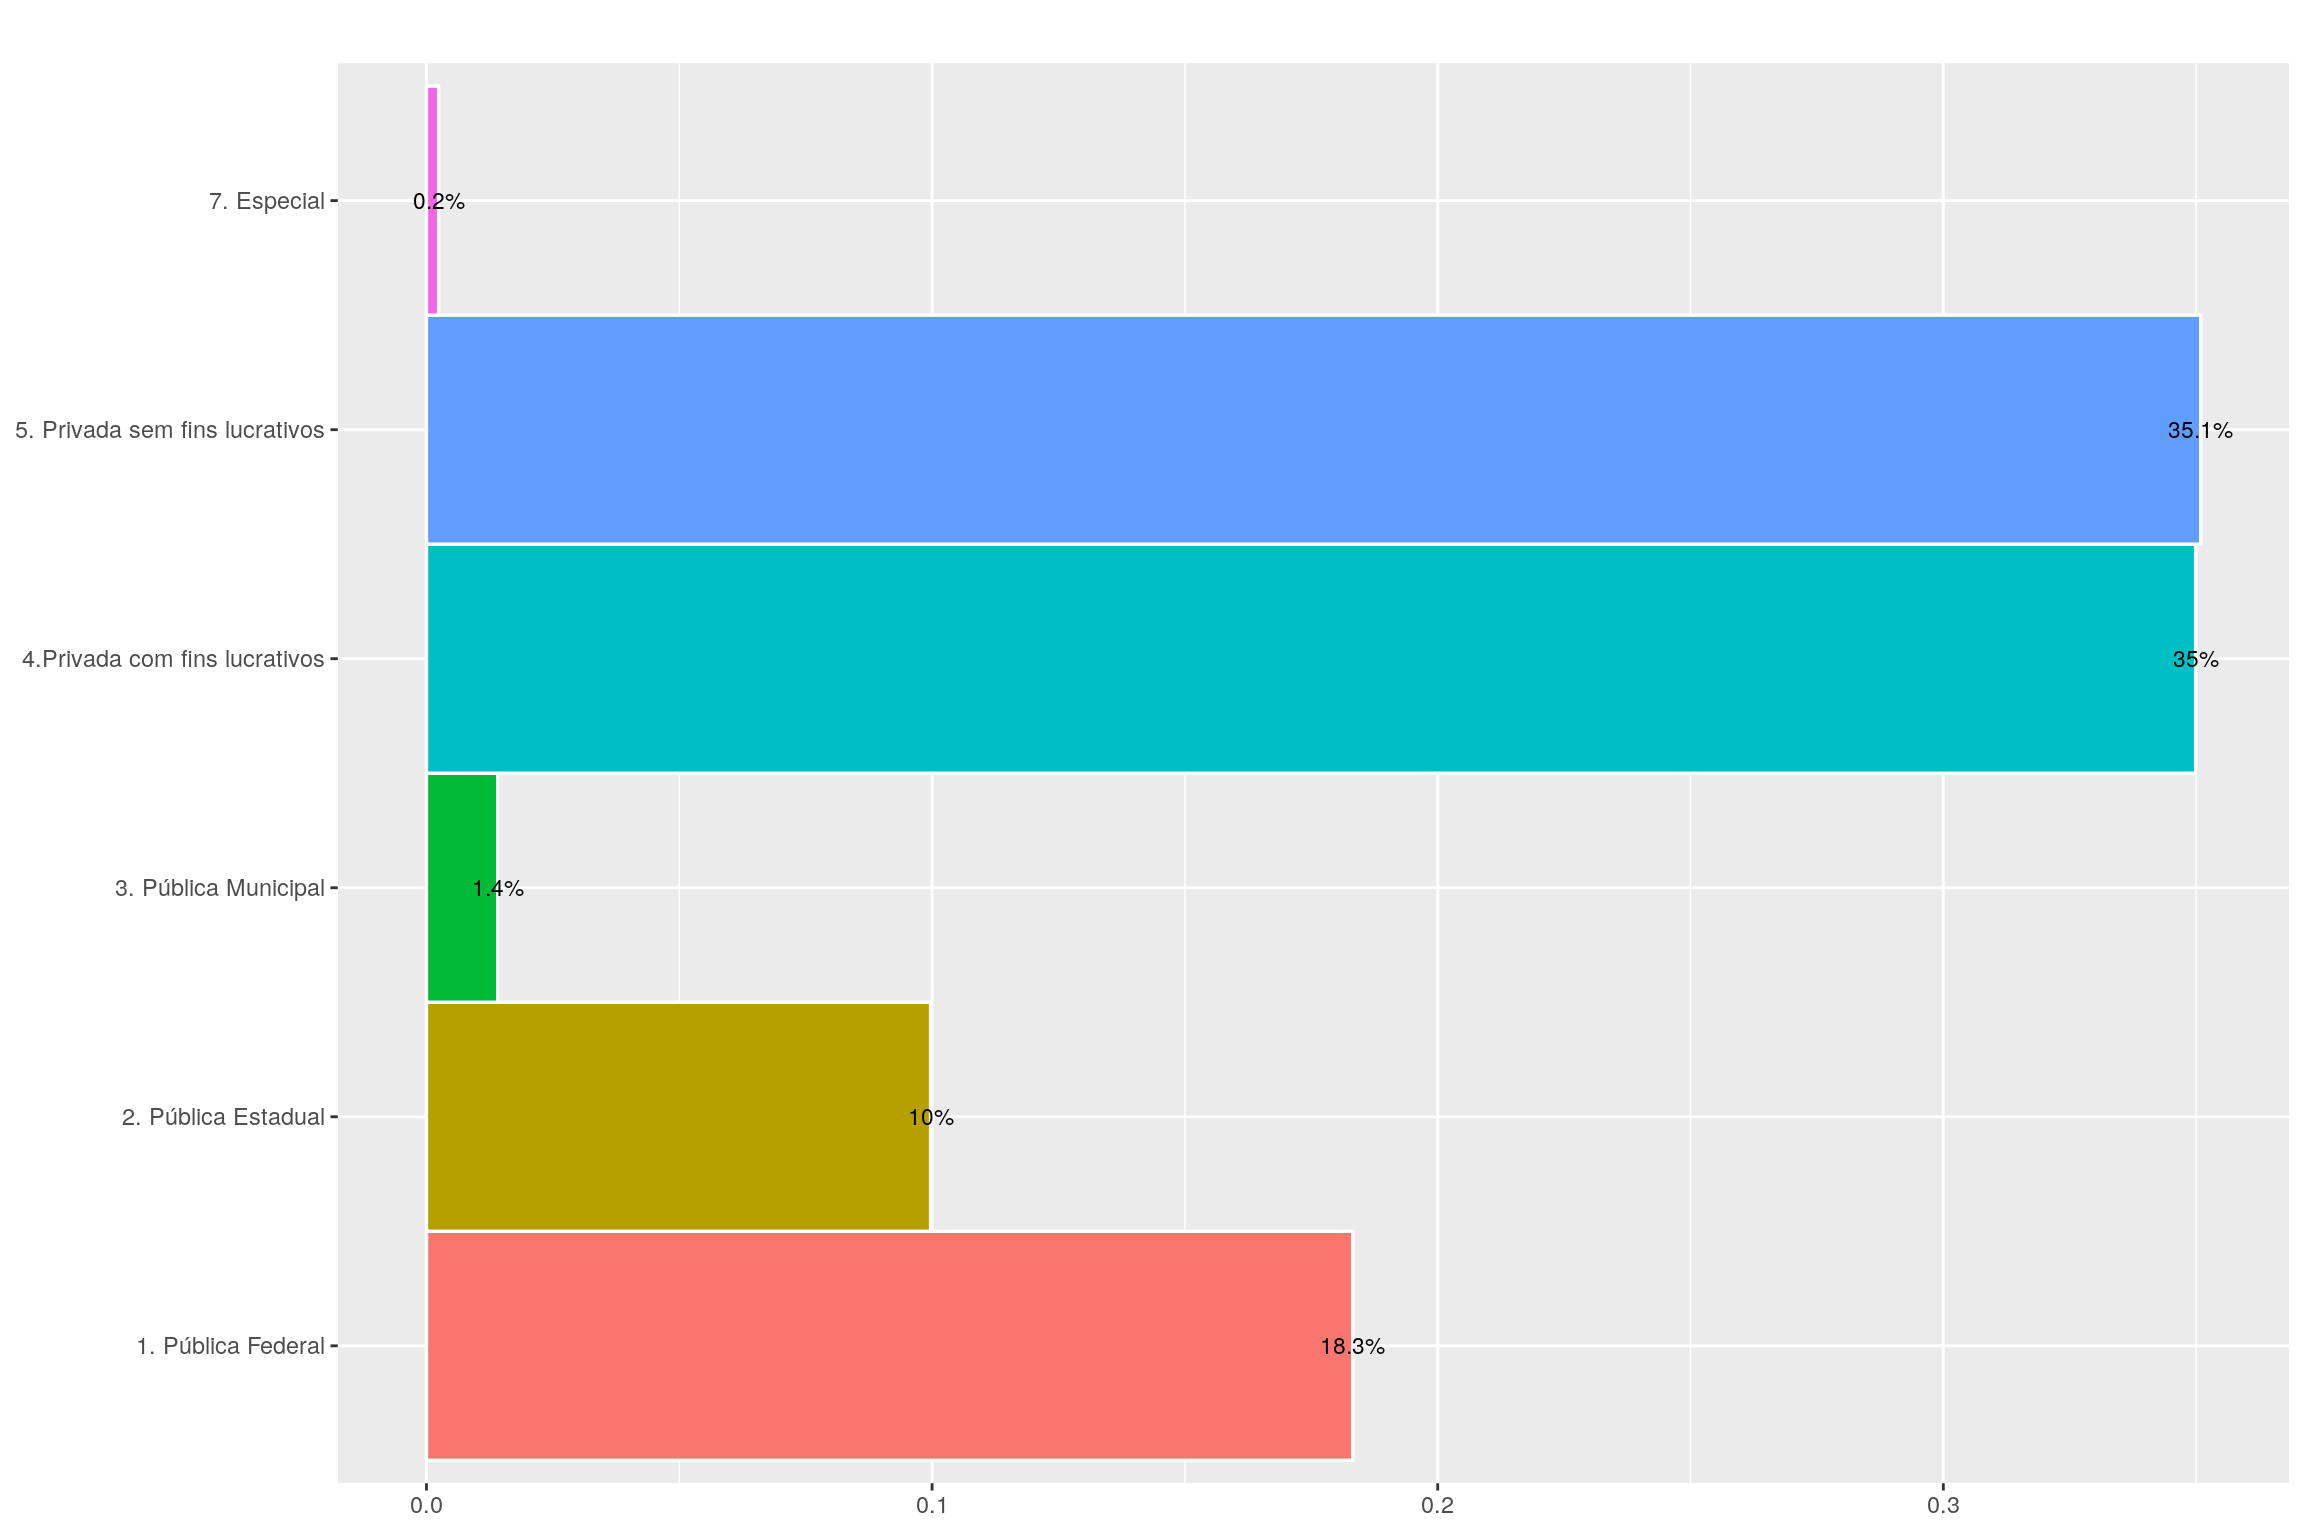 7. Especial
0.2%
5. Privada sem fins lucrativos
35.1%
4.Privada com fins lucrativos
35%
3. Pública Municipal
1.4%
2. Pública Estadual
10%
1. Pública Federal
18.3%
0.0 0.1 0.2 0.3